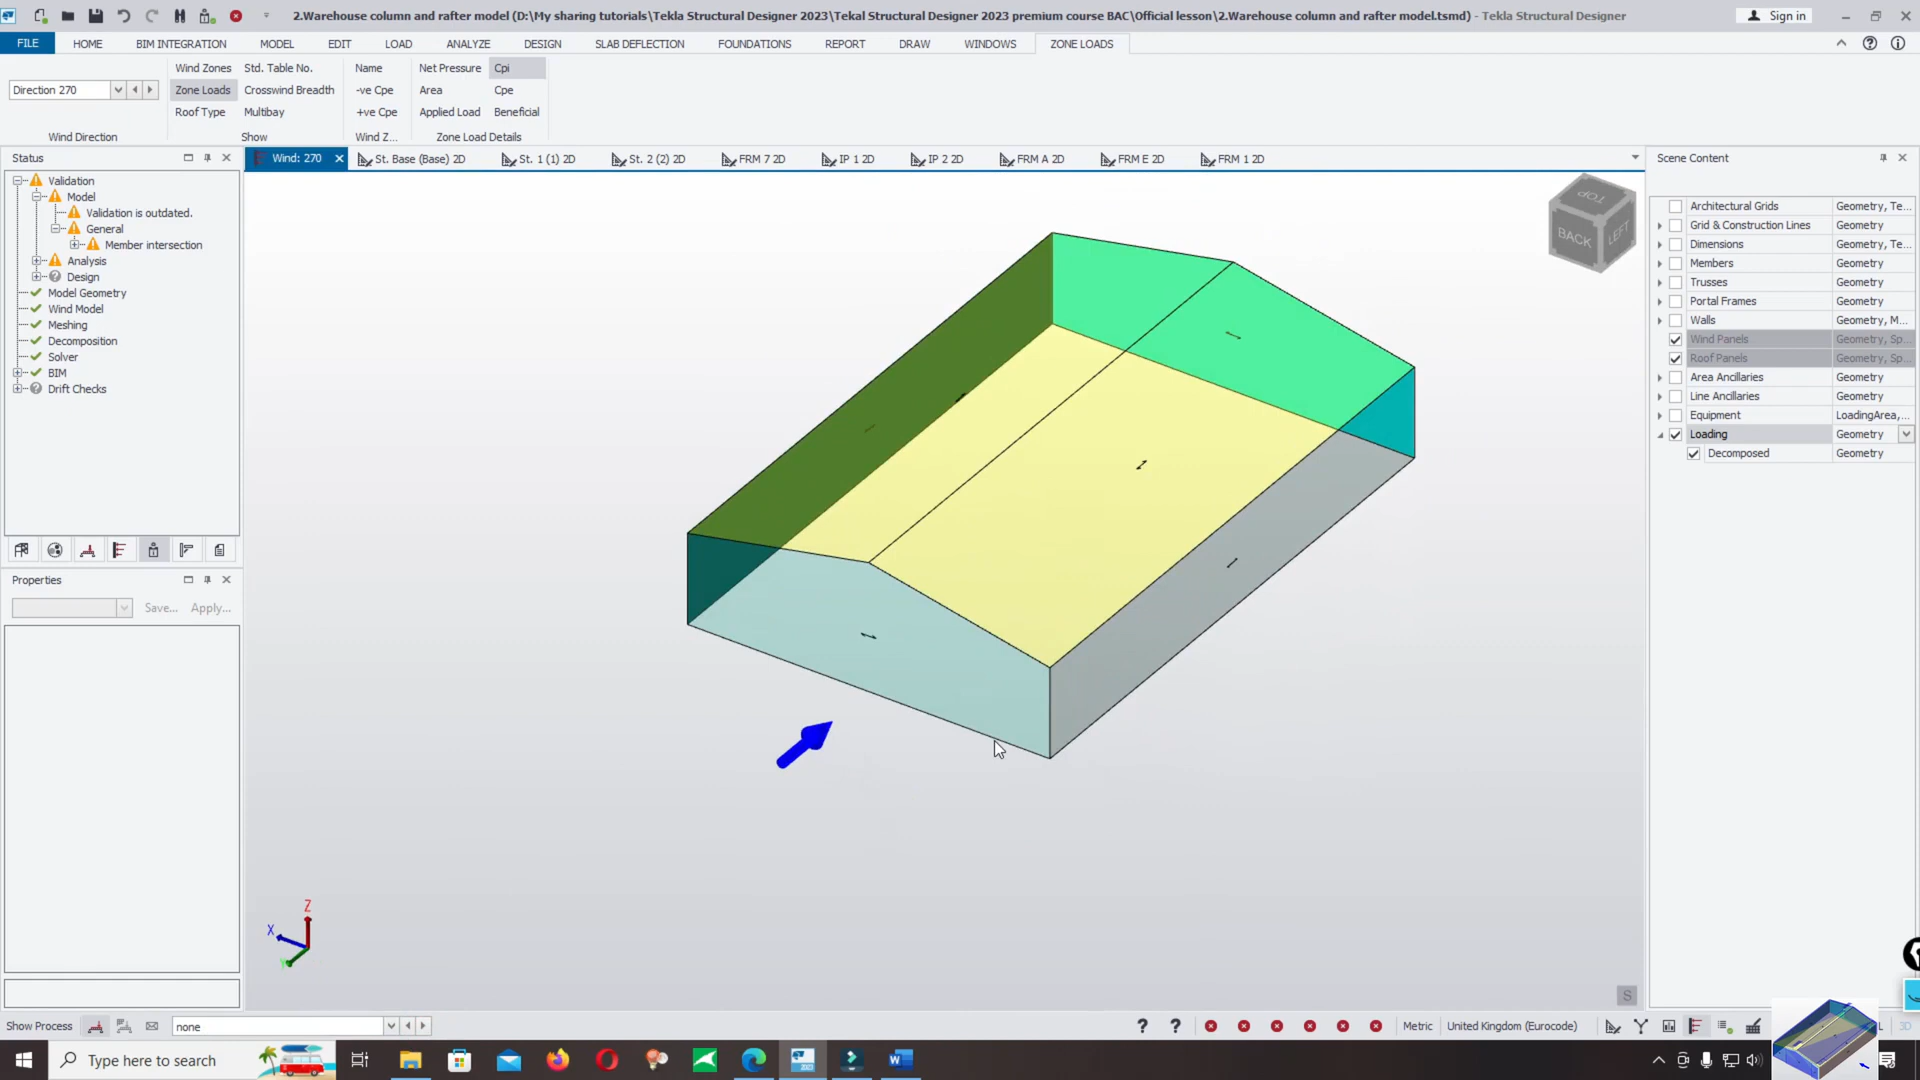 2.Warehouse column and rafter model (D:\My sharing tutorials\Tekla Structural Designer 2023\Tekal Structural Designer 2023 premium course BAC\Official lesson\2.Warehouse column and rafter model.tsmd) - Tekla Structural Designer
Sign in
FILE HOME BIM INTEGRATION MODEL EDIT LOAD ANALYZE DESIGN SLAB DEFLECTION FOUNDATIONS REPORT DRAW WINDOWS ZONE LOADS
Wind Zones Std. Table No. Name Net Pressure Cpi
Direction 270 Zone Loads Crosswind Breadth -ve Cpe Area Cpe
Roof Type Multibay +ve Cpe Applied Load Beneficial
Wind Direction Show Wind Z... Zone Load Details
Status
Wind: 270 St. Base (Base) 2D St. 1 (1) 2D St. 2 (2) 2D FRM 7 2D IP 1 2D IP 2 2D FRM A 2D FRM E 2D FRM 1 2D
Scene Content
Validation
Model
Validation is outdated.
General
Member intersection
Analysis
Design
Model Geometry
Wind Model
Meshing
Decomposition
Solver
BIM
Drift Checks
Properties
Save... Apply...
TOP
BACK
LEFT
Architectural Grids Geometry, Te...
Grid & Construction Lines Geometry
Dimensions Geometry, Te...
Members Geometry
Trusses Geometry
Portal Frames Geometry
Walls Geometry, M...
Wind Panels Geometry, Sp...
Roof Panels Geometry, Sp...
Area Ancillaries Geometry
Line Ancillaries Geometry
Equipment LoadingArea,...
Loading Geometry
Decomposed Geometry
Z
X
Y
S
Show Process none Metric United Kingdom (Eurocode)
Type here to search